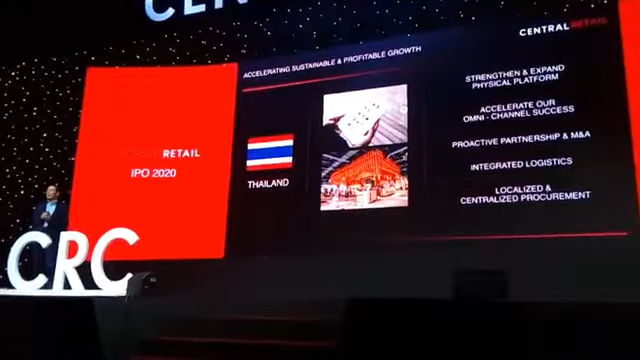 CEN
CENTRAL RETAIL
ACCELERATING SUSTAINABLE & PROFITABLE GROWTH
STRENGTHEN & EXPAND
PHYSICAL PLATFORM
ACCELERATE OUR
OMNI - CHANNEL SUCCESS
PROACTIVE PARTNERSHIP & M&A
INTEGRATED LOGISTICS
LOCALIZED &
CENTRALIZED PROCUREMENT
THAILAND
RETAIL
IPO 2020
CRC